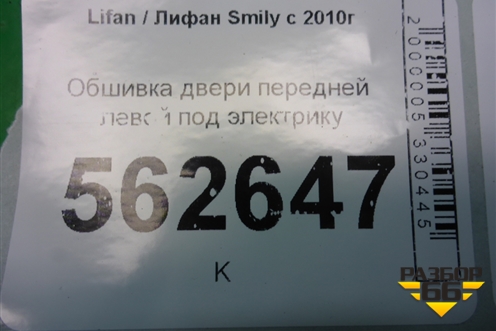 Lifan / Лифан Smily с 2010г
Обшивка двери передней
левой под электрику
562647
К
2000005330445
РАЗБОР
66